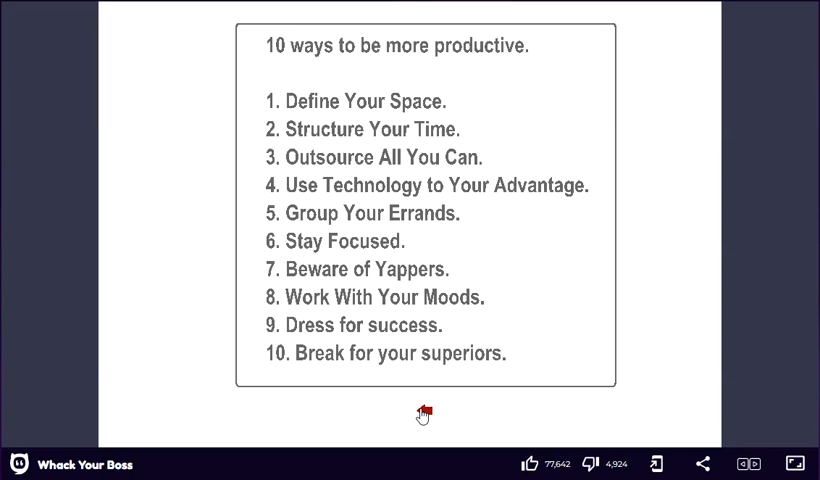 10 ways to be more productive.
1. Define Your Space.
2. Structure Your Time.
3. Outsource All You Can.
4. Use Technology to Your Advantage.
5. Group Your Errands.
6. Stay Focused.
7. Beware of Yappers.
8. Work With Your Moods.
9. Dress for success.
10. Break for your superiors.
Whack Your Boss
77,642
4,924